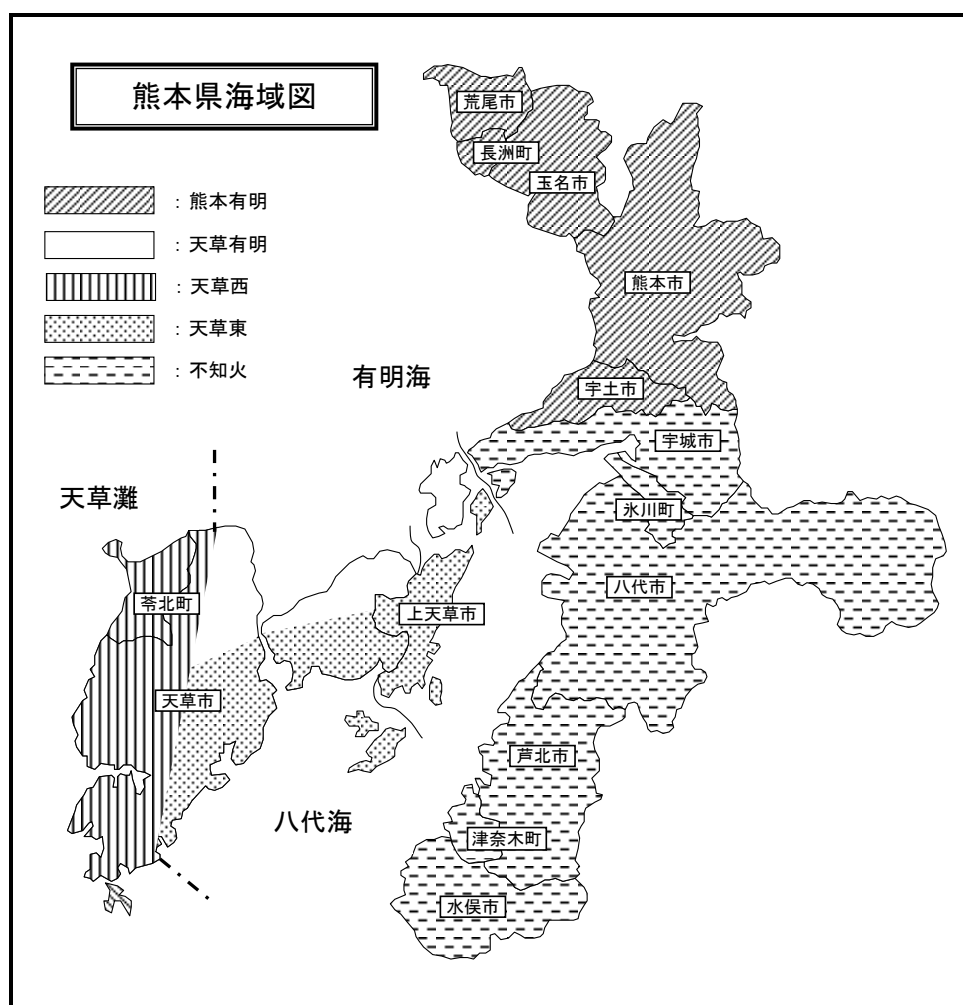 熊本県海域図
：熊本有明
：天草有明
：天草西
：天草東
：不知火
荒尾市
長洲町
玉名市
熊本市
有明海
宇土市
宇城市
天草灘
氷川町
八代市
苓北町
上天草市
天草市
芦北市
八代海
津奈木町
水俣市